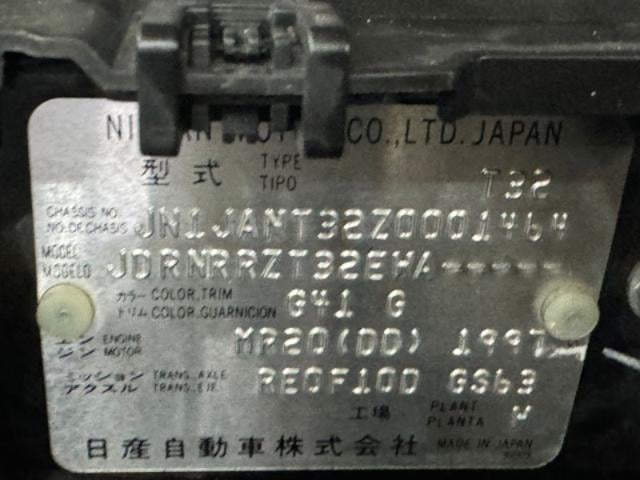 CO.,LTD. JAPAN
型式 TYPE TIPO T32
CHASSIS NO. NO. DE CHASIS JN1JANT32Z0001464
MODEL MODELO JDRNRRZT32EWA-----
カラー COLOR, TRIM
トリム COLOR, GUARNICION G41 G
エンジン ENGINE MOTOR MR20(DD) 1997
ミッション TRANS. AXLE
アクスル TRANS. EJE RE0F10D GS63
工場 PLANT PLANTA W
日産自動車株式会社 MADE IN JAPAN